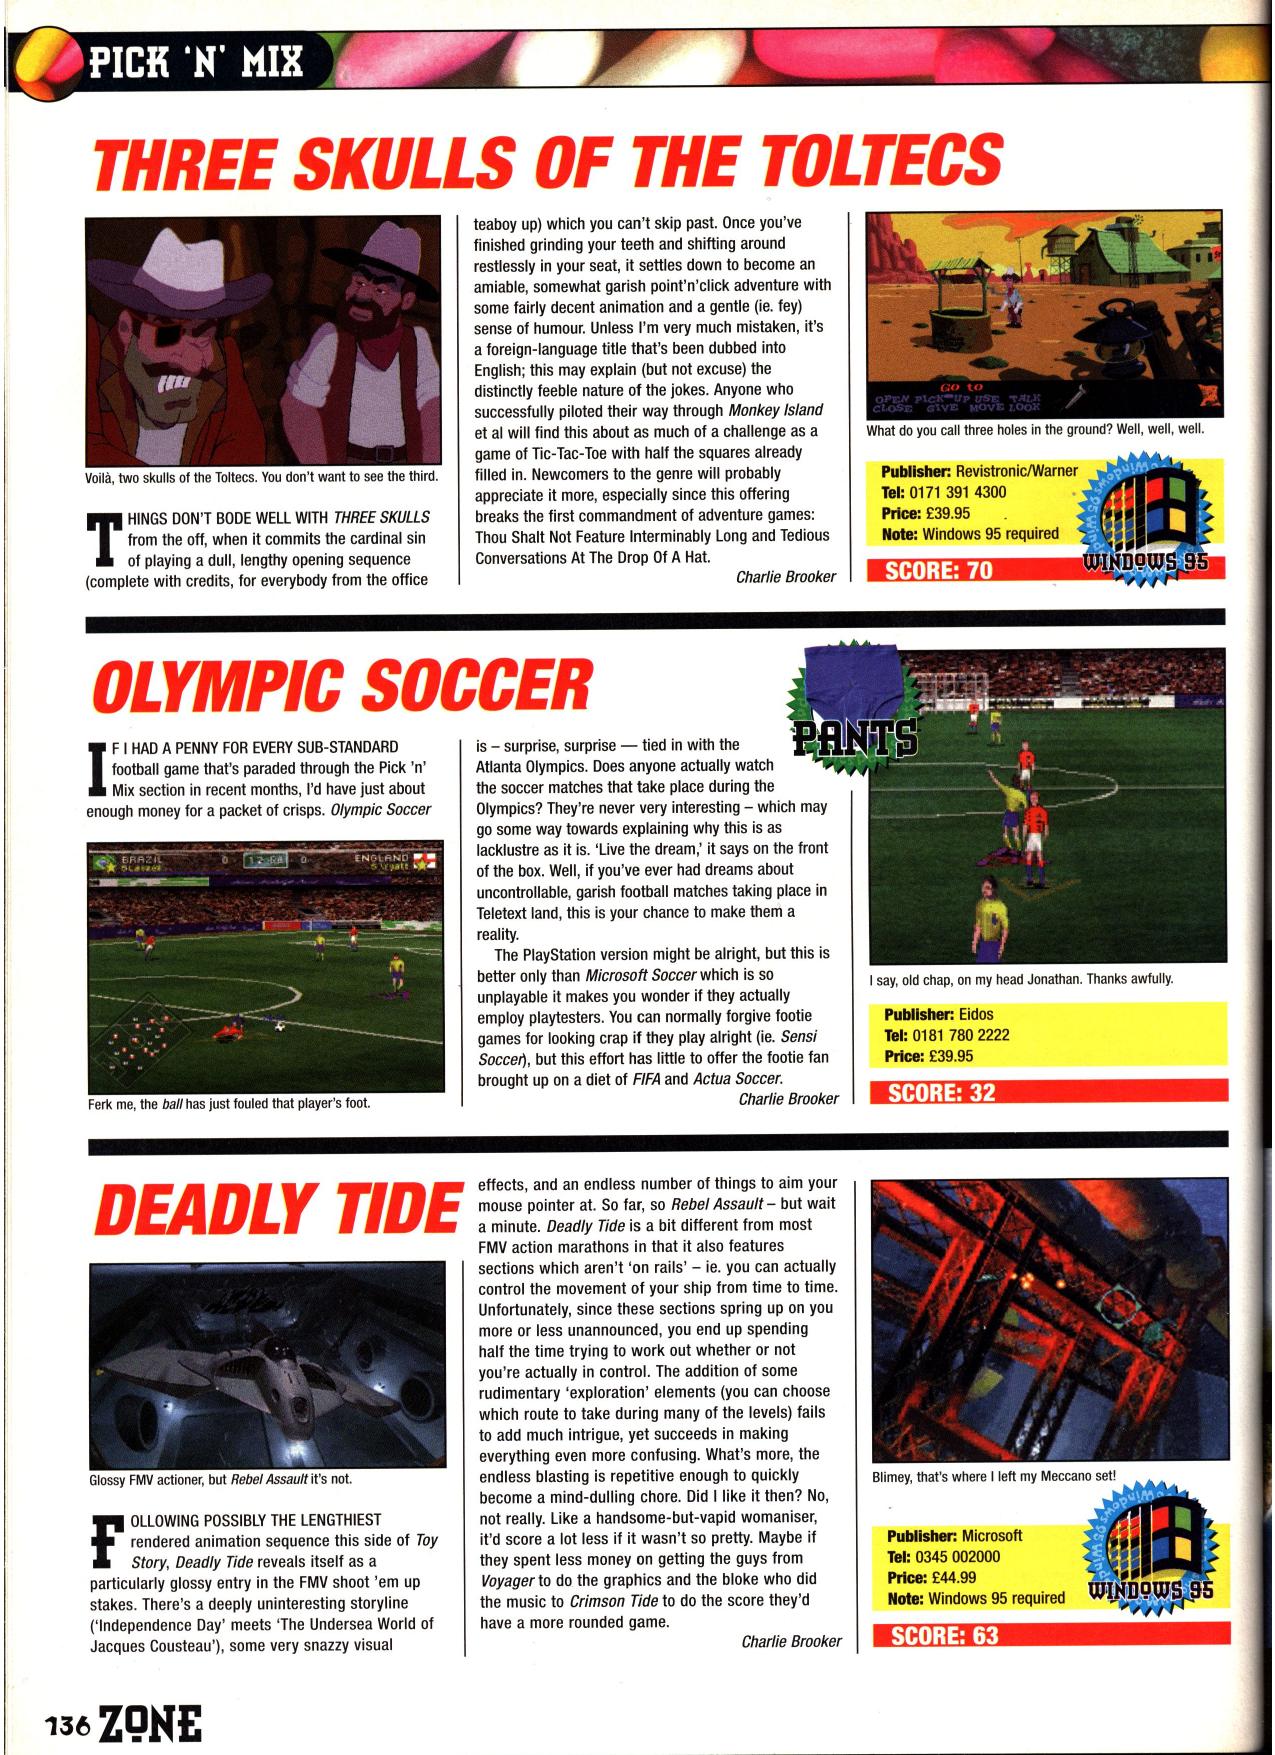 PICK 'N' MIX
THREE SKULLS OF THE TOLTECS
Voilà, two skulls of the Toltecs. You don't want to see the third.
THINGS DON'T BODE WELL WITH THREE SKULLS
from the off, when it commits the cardinal sin
of playing a dull, lengthy opening sequence
(complete with credits, for everybody from the office
teaboy up) which you can't skip past. Once you've
finished grinding your teeth and shifting around
restlessly in your seat, it settles down to become an
amiable, somewhat garish point'n'click adventure with
some fairly decent animation and a gentle (ie. fey)
sense of humour. Unless I'm very much mistaken, it's
a foreign-language title that's been dubbed into
English; this may explain (but not excuse) the
distinctly feeble nature of the jokes. Anyone who
successfully piloted their way through Monkey Island
et al will find this about as much of a challenge as a
game of Tic-Tac-Toe with half the squares already
filled in. Newcomers to the genre will probably
appreciate it more, especially since this offering
breaks the first commandment of adventure games:
Thou Shalt Not Feature Interminably Long and Tedious
Conversations At The Drop Of A Hat.
Charlie Brooker
GO TO
OPEN PICK UP USE TALK
CLOSE GIVE MOVE LOOK
What do you call three holes in the ground? Well, well, well.
Publisher: Revistronic/Warner
Tel: 0171 391 4300
Price: £39.95
Note: Windows 95 required
WINDOWS 95
SCORE: 70
OLYMPIC SOCCER
PANTS
IF I HAD A PENNY FOR EVERY SUB-STANDARD
football game that's paraded through the Pick 'n'
Mix section in recent months, I'd have just about
enough money for a packet of crisps. Olympic Soccer
BRAZIL 0 0 ENGLAND
Ferk me, the ball has just fouled that player's foot.
is – surprise, surprise — tied in with the
Atlanta Olympics. Does anyone actually watch
the soccer matches that take place during the
Olympics? They're never very interesting – which may
go some way towards explaining why this is as
lacklustre as it is. 'Live the dream,' it says on the front
of the box. Well, if you've ever had dreams about
uncontrollable, garish football matches taking place in
Teletext land, this is your chance to make them a
reality.
The PlayStation version might be alright, but this is
better only than Microsoft Soccer which is so
unplayable it makes you wonder if they actually
employ playtesters. You can normally forgive footie
games for looking crap if they play alright (ie. Sensi
Soccer), but this effort has little to offer the footie fan
brought up on a diet of FIFA and Actua Soccer.
Charlie Brooker
I say, old chap, on my head Jonathan. Thanks awfully.
Publisher: Eidos
Tel: 0181 780 2222
Price: £39.95
SCORE: 32
DEADLY TIDE
Glossy FMV actioner, but Rebel Assault it's not.
FOLLOWING POSSIBLY THE LENGTHIEST
rendered animation sequence this side of Toy
Story, Deadly Tide reveals itself as a
particularly glossy entry in the FMV shoot 'em up
stakes. There's a deeply uninteresting storyline
('Independence Day' meets 'The Undersea World of
Jacques Cousteau'), some very snazzy visual
effects, and an endless number of things to aim your
mouse pointer at. So far, so Rebel Assault – but wait
a minute. Deadly Tide is a bit different from most
FMV action marathons in that it also features
sections which aren't 'on rails' – ie. you can actually
control the movement of your ship from time to time.
Unfortunately, since these sections spring up on you
more or less unannounced, you end up spending
half the time trying to work out whether or not
you're actually in control. The addition of some
rudimentary 'exploration' elements (you can choose
which route to take during many of the levels) fails
to add much intrigue, yet succeeds in making
everything even more confusing. What's more, the
endless blasting is repetitive enough to quickly
become a mind-dulling chore. Did I like it then? No,
not really. Like a handsome-but-vapid womaniser,
it'd score a lot less if it wasn't so pretty. Maybe if
they spent less money on getting the guys from
Voyager to do the graphics and the bloke who did
the music to Crimson Tide to do the score they'd
have a more rounded game.
Charlie Brooker
Blimey, that's where I left my Meccano set!
Publisher: Microsoft
Tel: 0345 002000
Price: £44.99
Note: Windows 95 required
WINDOWS 95
SCORE: 63
136 ZONE